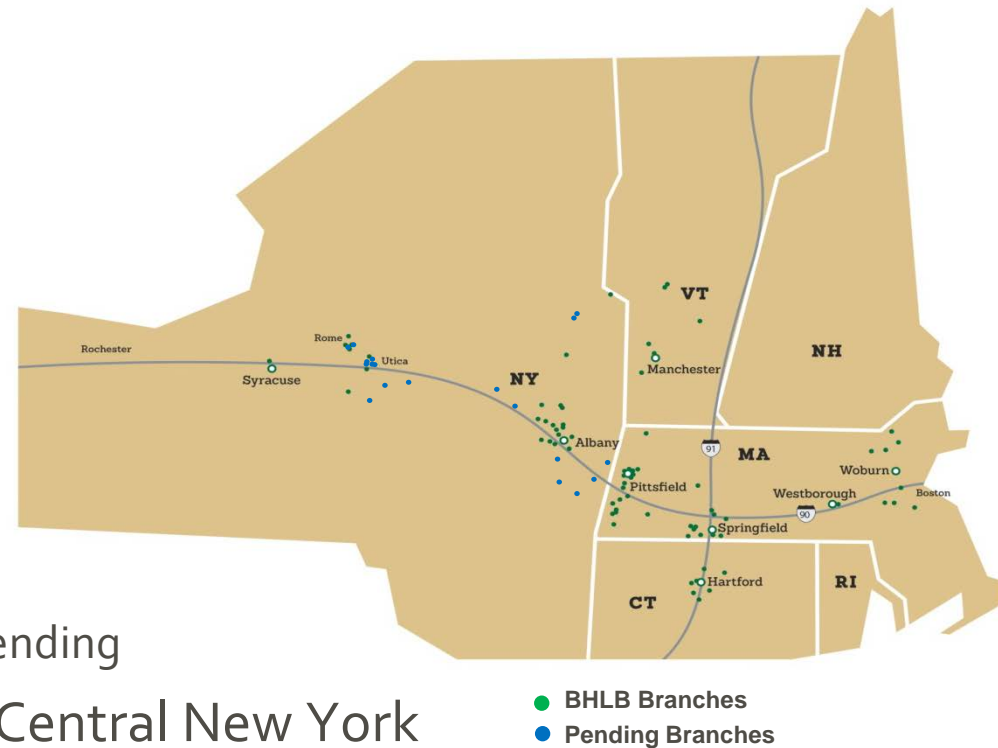 VT
Rome
Rochester
Utica
NH
Manchester
Syracuse
NY
Albany
91
MA
Woburn
Pittsfield
Westborough
Boston
90
Springfield
Hartford
RI
CT
ending
Central New York
BHLB Branches
Pending Branches